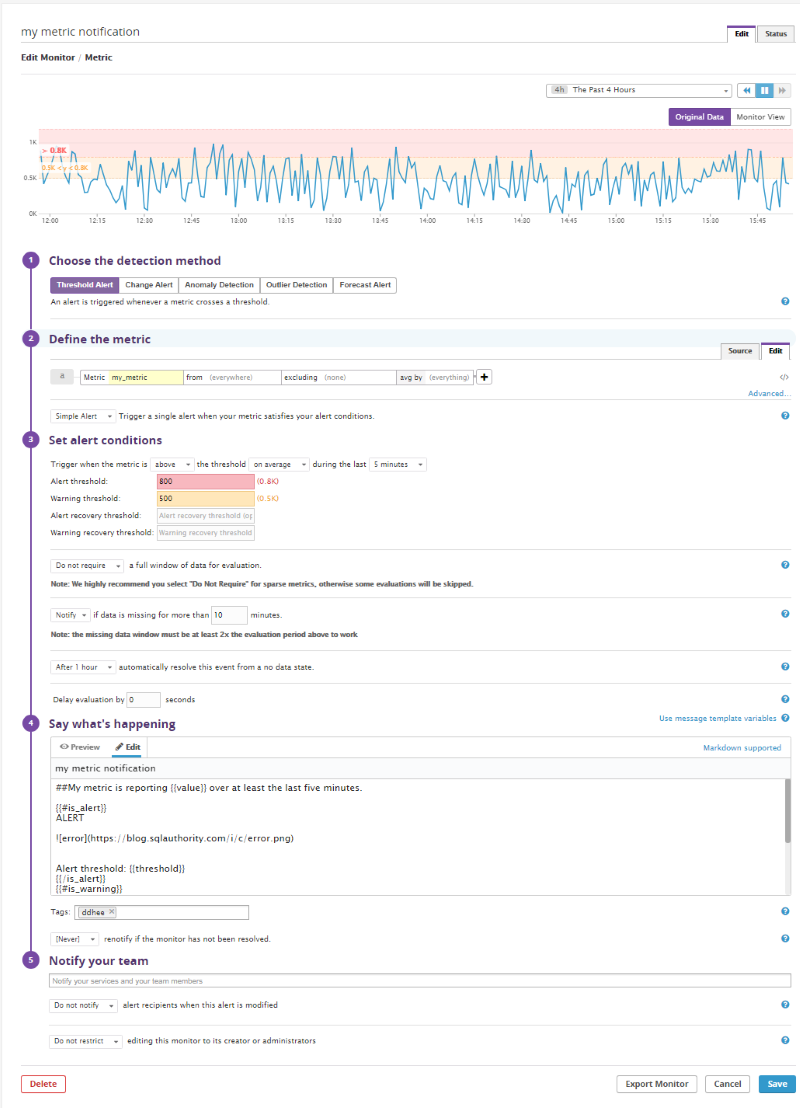 my metric notification
Edit Status
Edit Monitor / Metric
4h The Past 4 Hours
Original Data Monitor View
1K
> 0.8K
0.5K < y < 0.8K
0.5K
0K
12:00 12:15 12:30 12:45 13:00 13:15 13:30 13:45 14:00 14:15 14:30 14:45 15:00 15:15 15:30 15:45
1 Choose the detection method
Threshold Alert Change Alert Anomaly Detection Outlier Detection Forecast Alert
An alert is triggered whenever a metric crosses a threshold. ?
2 Define the metric
Source Edit
a Metric my_metric from (everywhere) excluding (none) avg by (everything) + </>
Advanced...
Simple Alert Trigger a single alert when your metric satisfies your alert conditions. ?
3 Set alert conditions
Trigger when the metric is above the threshold on average during the last 5 minutes
Alert threshold: 800 (0.8K)
Warning threshold: 500 (0.5K)
Alert recovery threshold: Alert recovery threshold (op
Warning recovery threshold: Warning recovery threshold
Do not require a full window of data for evaluation. ?
Note: We highly recommend you select "Do Not Require" for sparse metrics, otherwise some evaluations will be skipped.
Notify if data is missing for more than 10 minutes. ?
Note: the missing data window must be at least 2x the evaluation period above to work
After 1 hour automatically resolve this event from a no data state. ?
Delay evaluation by 0 seconds ?
4 Say what's happening
Use message template variables ?
Preview Edit Markdown supported
my metric notification
##My metric is reporting {{value}} over at least the last five minutes.
{{#is_alert}}
ALERT
![error](https://blog.sqlauthority.com/i/c/error.png)
Alert threshold: {{threshold}}
{{/is_alert}}
{{#is_warning}}
Tags: ddhee × ?
[Never] renotify if the monitor has not been resolved. ?
5 Notify your team
Notify your services and your team members
Do not notify alert recipients when this alert is modified ?
Do not restrict editing this monitor to its creator or administrators ?
Delete Export Monitor Cancel Save